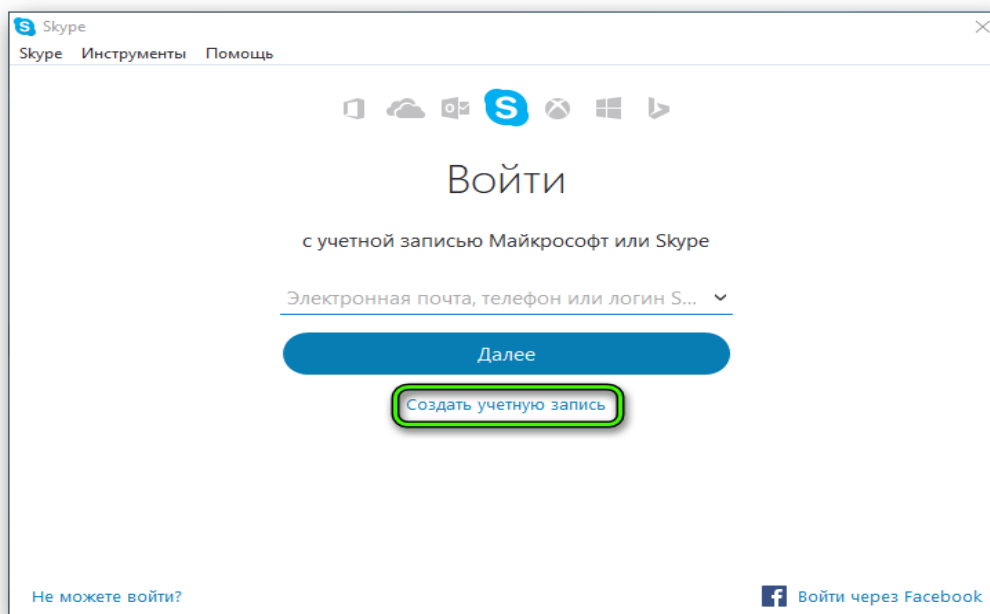 Skype
Skype Инструменты Помощь
Войти
с учетной записью Майкрософт или Skype
Электронная почта, телефон или логин S...
Далее
Создать учетную запись
Не можете войти? Войти через Facebook